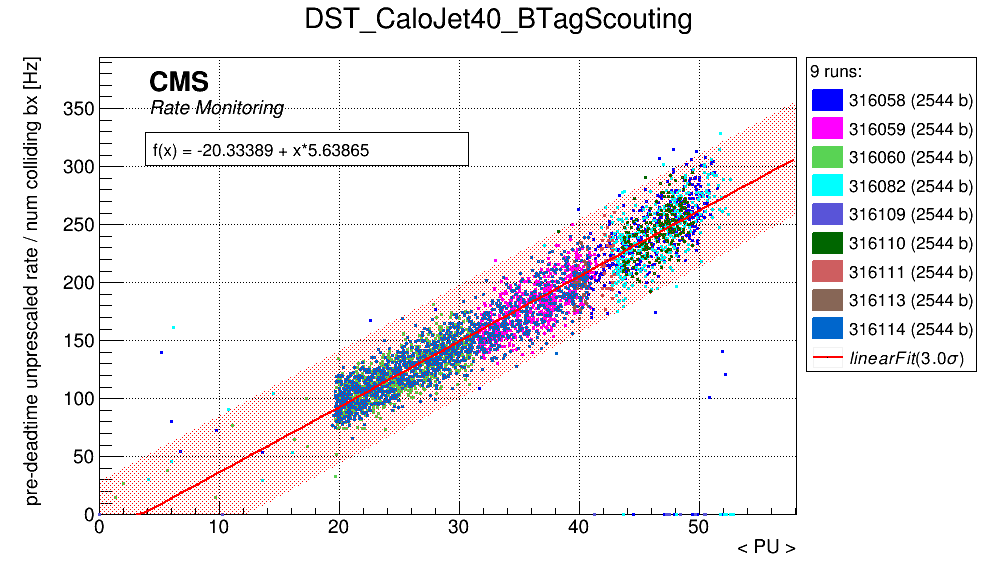 DST_CaloJet40_BTagScouting
pre-deadtime unprescaled rate / num colliding bx [Hz]
CMS
Rate Monitoring
f(x) = -20.33389 + x*5.63865
350
300
250
200
150
100
50
0
0 10 20 30 40 50
< PU >
9 runs:
316058 (2544 b)
316059 (2544 b)
316060 (2544 b)
316082 (2544 b)
316109 (2544 b)
316110 (2544 b)
316111 (2544 b)
316113 (2544 b)
316114 (2544 b)
linearFit(3.0σ)